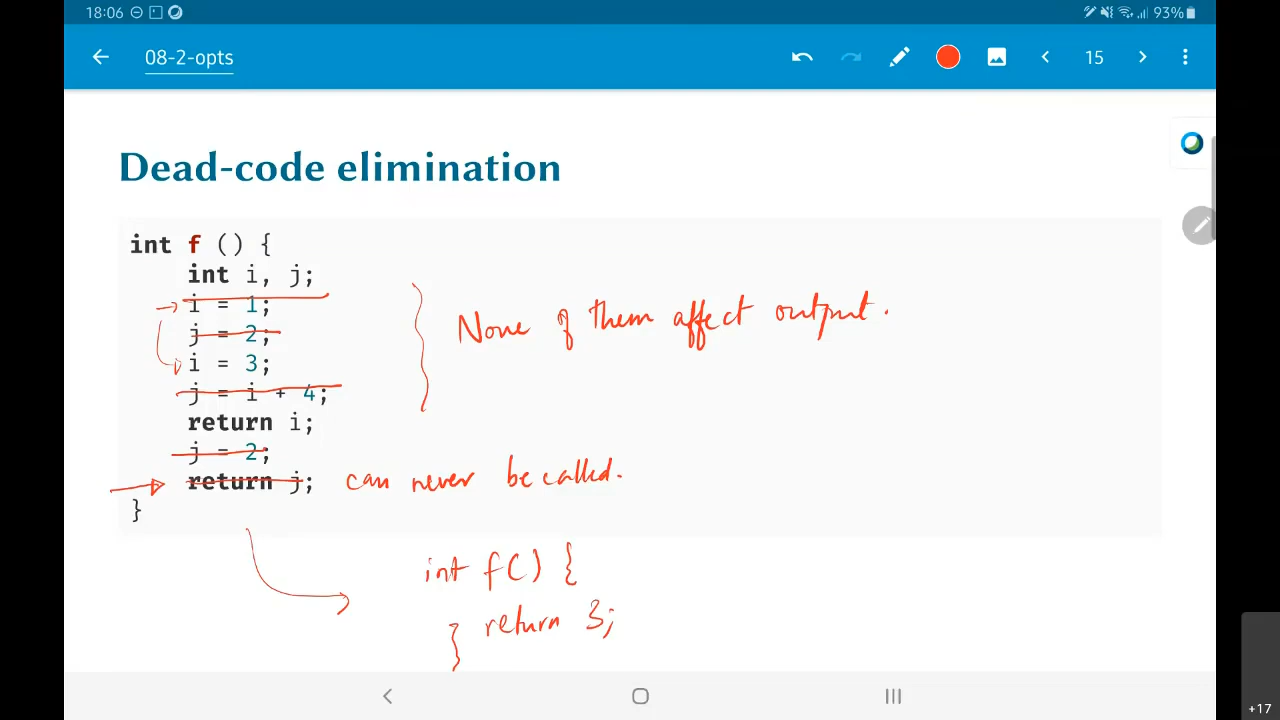 18:06 93%
08-2-opts 15
Dead-code elimination
int f () {
int i, j;
i = 1;
j = 2;
None of them affect output.
i = 3;
j = i + 4;
return i;
j = 2;
return j; can never be called.
}
int f() {
return 3;
}
+17